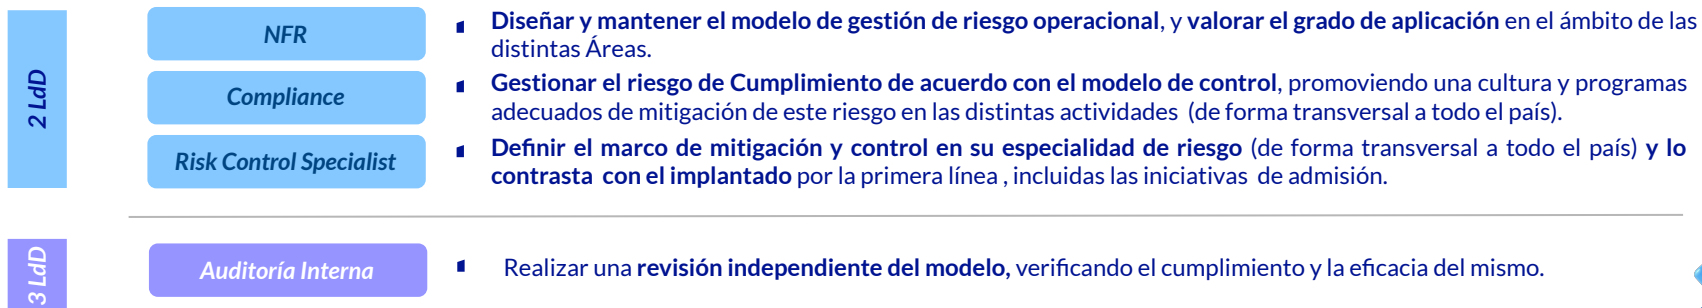 2 LdD
NFR
Diseñar y mantener el modelo de gestión de riesgo operacional, y valorar el grado de aplicación en el ámbito de las
distintas Áreas.
Compliance
Gestionar el riesgo de Cumplimiento de acuerdo con el modelo de control, promoviendo una cultura y programas
adecuados de mitigación de este riesgo en las distintas actividades (de forma transversal a todo el país).
Risk Control Specialist
Definir el marco de mitigación y control en su especialidad de riesgo (de forma transversal a todo el país) y lo
contrasta con el implantado por la primera línea , incluidas las iniciativas de admisión.
3 LdD
Auditoría Interna
Realizar una revisión independiente del modelo, verificando el cumplimiento y la eficacia del mismo.